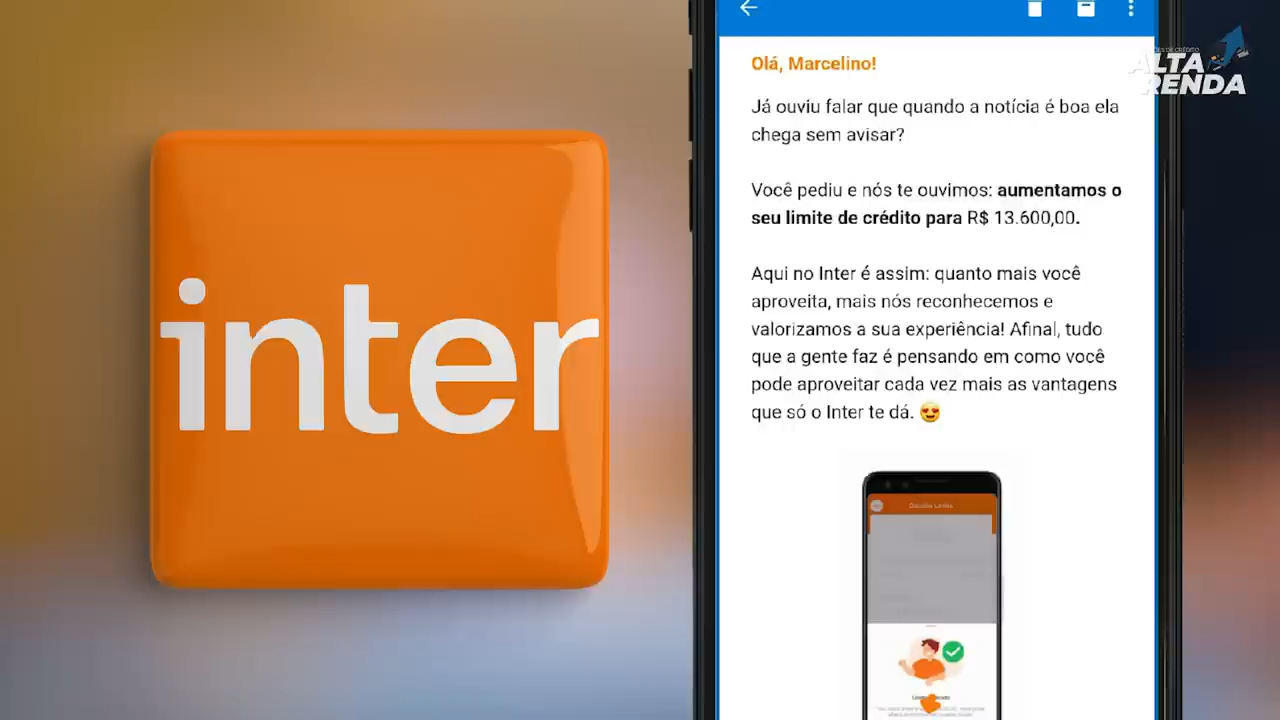 inter
Olá, Marcelino!
Já ouviu falar que quando a notícia é boa ela
chega sem avisar?
Você pediu e nós te ouvimos: aumentamos o
seu limite de crédito para R$ 13.600,00.
Aqui no Inter é assim: quanto mais você
aproveita, mais nós reconhecemos e
valorizamos a sua experiência! Afinal, tudo
que a gente faz é pensando em como você
pode aproveitar cada vez mais as vantagens
que só o Inter te dá. 😍
ALTA
RENDA